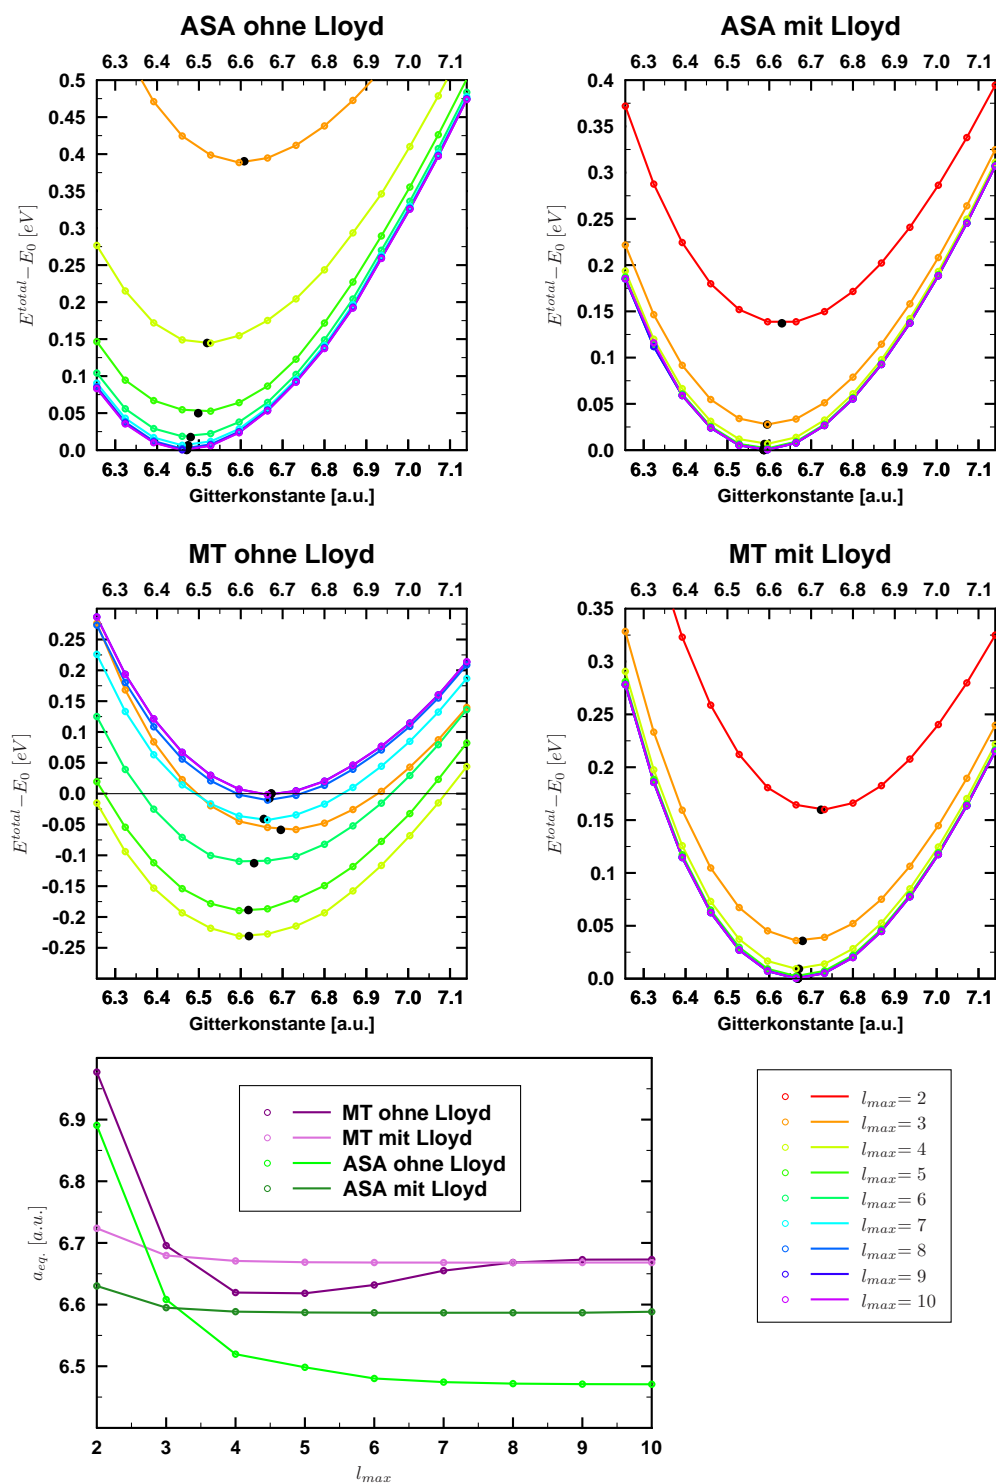 ASA ohne Lloyd
6.3 6.4 6.5 6.6 6.7 6.8 6.9 7.0 7.1
0.5
0.45
0.4
0.35
0.3
0.25
0.2
0.15
0.1
0.05
0.0
E^{total}−E_0 [eV]
6.3 6.4 6.5 6.6 6.7 6.8 6.9 7.0 7.1
Gitterkonstante [a.u.]
ASA mit Lloyd
6.3 6.4 6.5 6.6 6.7 6.8 6.9 7.0 7.1
0.4
0.35
0.3
0.25
0.2
0.15
0.1
0.05
0.0
E^{total}−E_0 [eV]
6.3 6.4 6.5 6.6 6.7 6.8 6.9 7.0 7.1
Gitterkonstante [a.u.]
MT ohne Lloyd
6.3 6.4 6.5 6.6 6.7 6.8 6.9 7.0 7.1
0.25
0.2
0.15
0.1
0.05
0.0
-0.05
-0.1
-0.15
-0.2
-0.25
E^{total}−E_0 [eV]
6.3 6.4 6.5 6.6 6.7 6.8 6.9 7.0 7.1
Gitterkonstante [a.u.]
MT mit Lloyd
6.3 6.4 6.5 6.6 6.7 6.8 6.9 7.0 7.1
0.35
0.3
0.25
0.2
0.15
0.1
0.05
0.0
E^{total}−E_0 [eV]
6.3 6.4 6.5 6.6 6.7 6.8 6.9 7.0 7.1
Gitterkonstante [a.u.]
6.9
6.8
6.7
6.6
6.5
a_{eq.} [a.u.]
MT ohne Lloyd
MT mit Lloyd
ASA ohne Lloyd
ASA mit Lloyd
2 3 4 5 6 7 8 9 10
l_{max}
l_{max}= 2
l_{max}= 3
l_{max}= 4
l_{max}= 5
l_{max}= 6
l_{max}= 7
l_{max}= 8
l_{max}= 9
l_{max}= 10